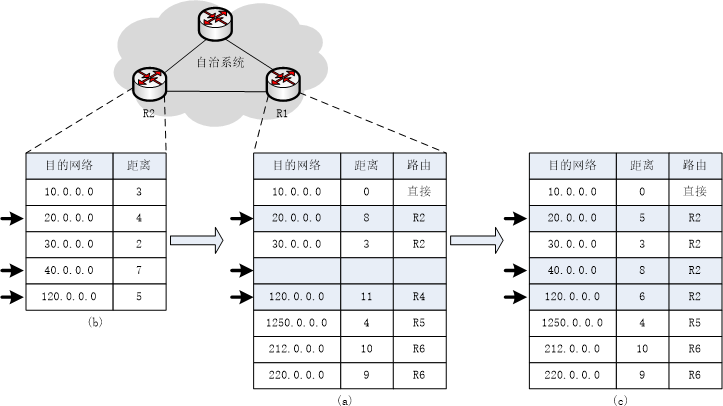 自治系统
R2
R1
目的网络 距离
10.0.0.0 3
20.0.0.0 4
30.0.0.0 2
40.0.0.0 7
120.0.0.0 5
(b)
目的网络 距离 路由
10.0.0.0 0 直接
20.0.0.0 8 R2
30.0.0.0 3 R2
120.0.0.0 11 R4
1250.0.0.0 4 R5
212.0.0.0 10 R6
220.0.0.0 9 R6
(a)
目的网络 距离 路由
10.0.0.0 0 直接
20.0.0.0 5 R2
30.0.0.0 3 R2
40.0.0.0 8 R2
120.0.0.0 6 R2
1250.0.0.0 4 R5
212.0.0.0 10 R6
220.0.0.0 9 R6
(c)